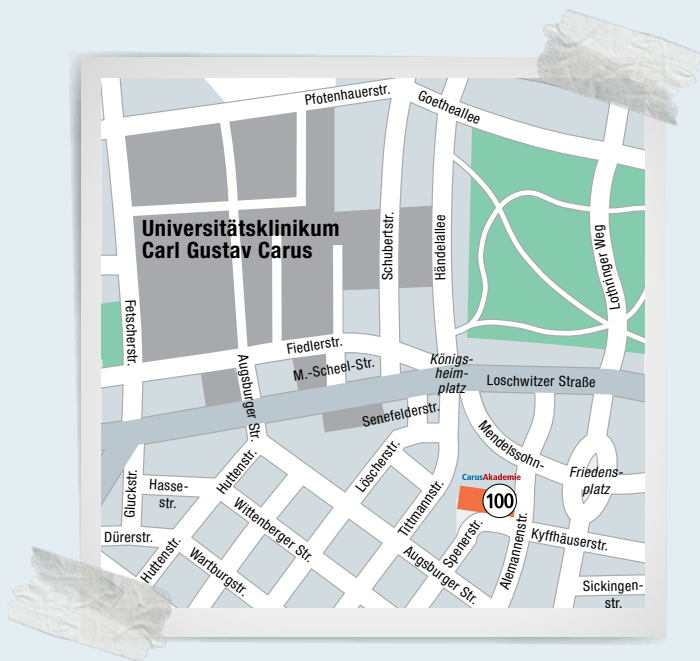 Pfotenhauerstr.
Goetheallee
Universitätsklinikum
Carl Gustav Carus
Schubertstr.
Händelallee
Lothringer Weg
Fetscherstr.
Fiedlerstr.
M.-Scheel-Str.
Königs-
heim-
platz
Loschwitzer Straße
Augsburger Str.
Senefelderstr.
Mendelssohn-
Löscherstr.
Huttenstr.
Gluckstr.
Hasse-
str.
CarusAkademie
100
Friedens-
platz
Tittmannstr.
Wittenberger Str.
Spenerstr.
Alemannenstr.
Kyffhäuserstr.
Dürerstr.
Huttenstr.
Wartburgstr.
Augsburger Str.
Sickingen-
str.